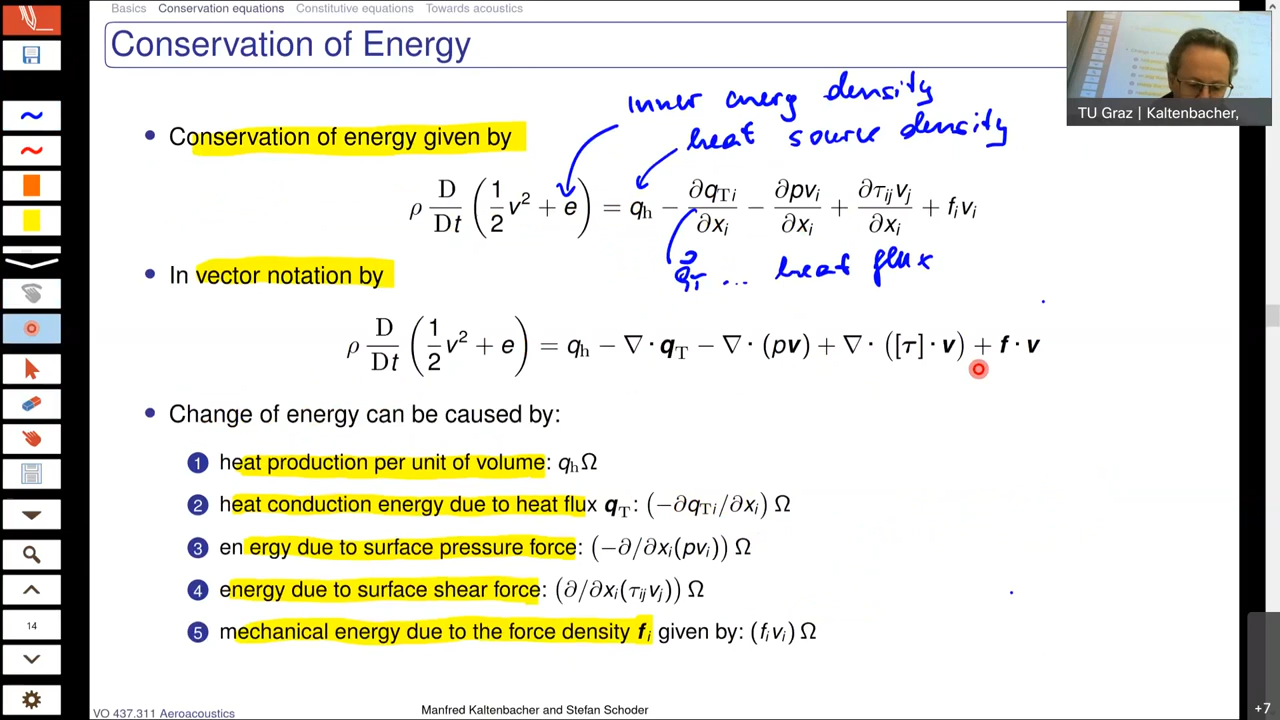 Basics Conservation equations Constitutive equations Towards acoustics
Conservation of Energy
inner energ density
heat source density
• Conservation of energy given by
ρ D/Dt (1/2 v² + e) = q_h − ∂q_Ti/∂x_i − ∂pv_i/∂x_i + ∂τ_ij v_j/∂x_i + f_i v_i
q_T ... heat flux
• In vector notation by
ρ D/Dt (1/2 v² + e) = q_h − ∇ · q_T − ∇ · (pv) + ∇ · ([τ] · v) + f · v
• Change of energy can be caused by:
1 heat production per unit of volume: q_hΩ
2 heat conduction energy due to heat flux q_T: (−∂q_Ti/∂x_i) Ω
3 en ergy due to surface pressure force: (−∂/∂x_i(pv_i)) Ω
4 energy due to surface shear force: (∂/∂x_i(τ_ij v_j)) Ω
5 mechanical energy due to the force density f_i given by: (f_i v_i) Ω
VO 437.311 Aeroacoustics Manfred Kaltenbacher and Stefan Schoder
TU Graz | Kaltenbacher,
14
+7